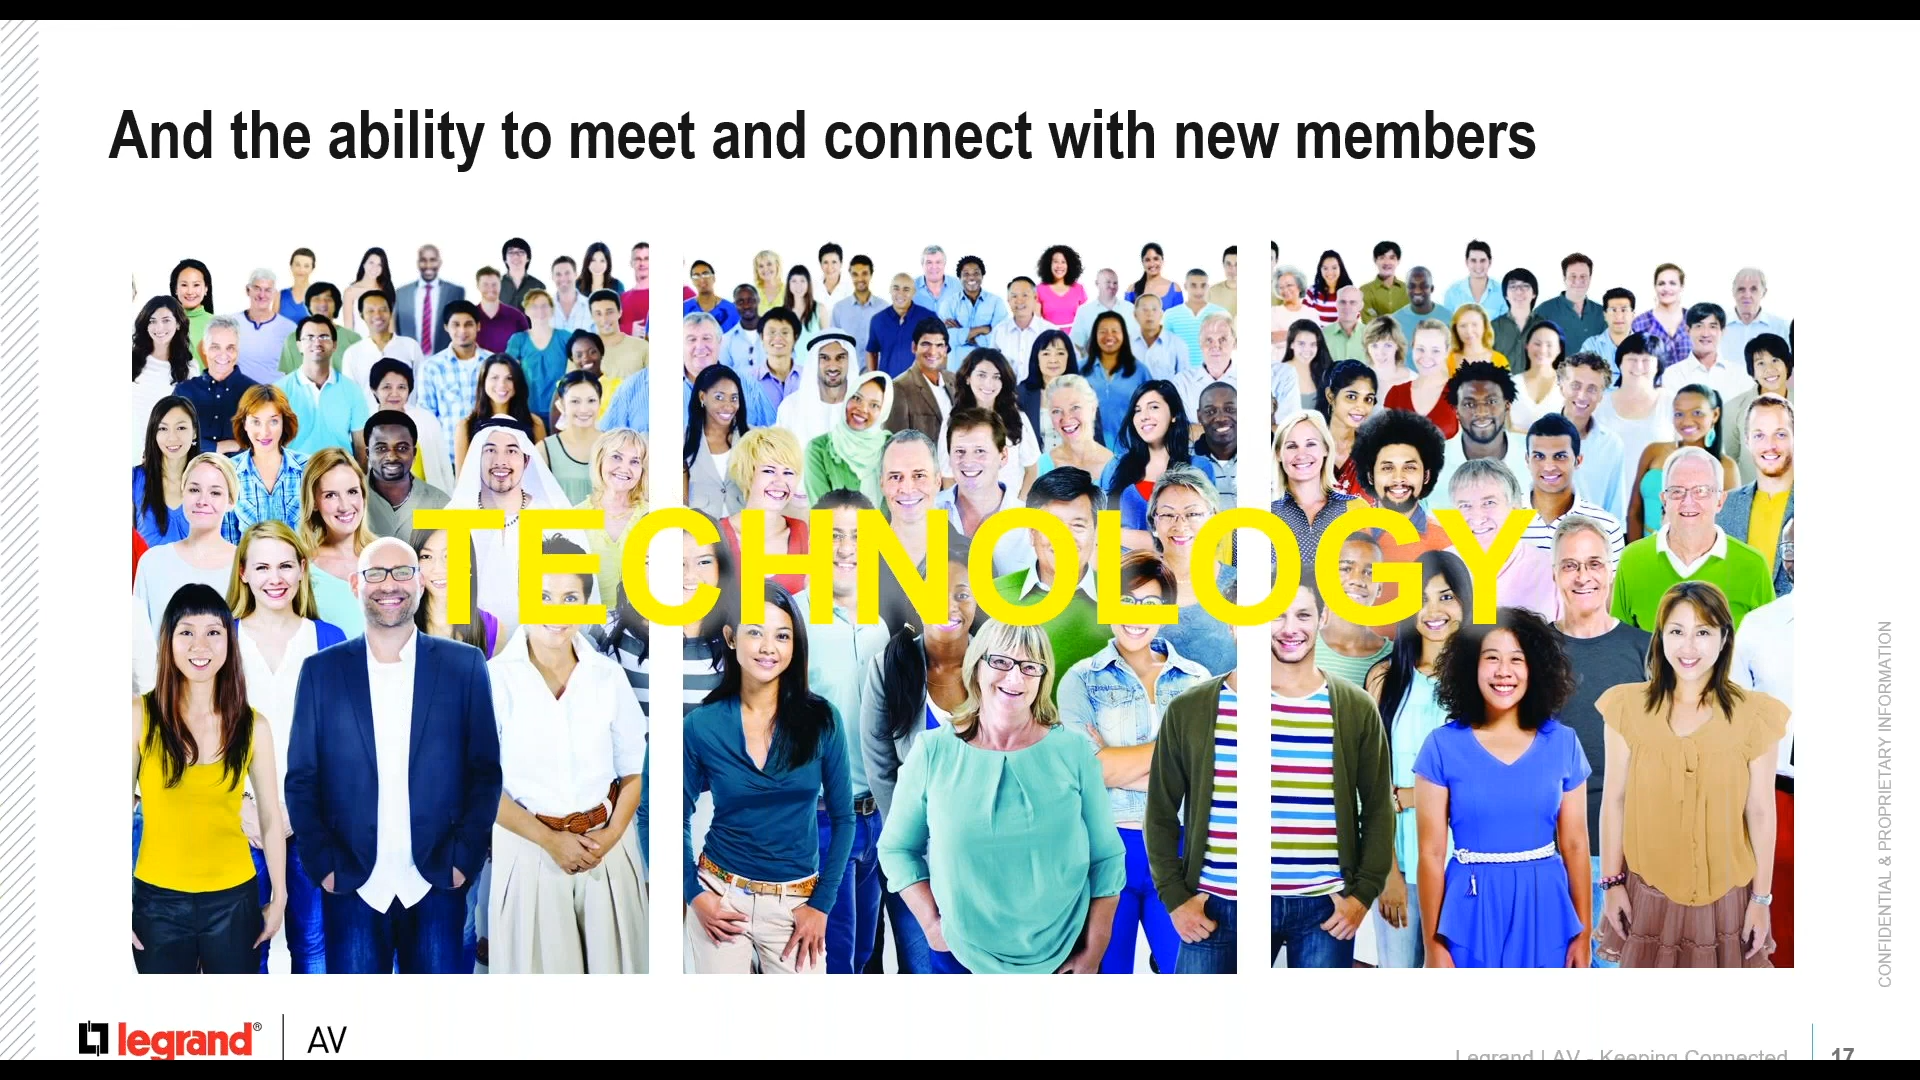 And the ability to meet and connect with new members
TECHNOLOGY
CONFIDENTIAL & PROPRIETARY INFORMATION
legrand® | AV
Legrand | AV - Keeping Connected
17